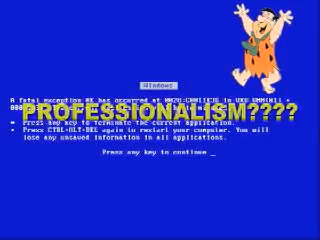 Windows
A fatal exception 0E has occurred at
PROFESSIONALISM????
* Press any key to terminate the current application.
* Press CTRL+ALT+DEL again to restart your computer. You will
lose any unsaved information in all applications.
Press any key to continue _